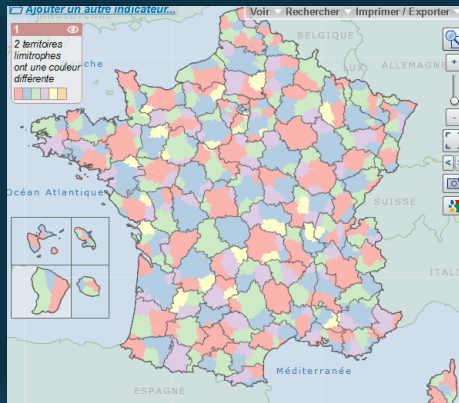 Ajouter un autre indicateur...
Voir Rechercher Imprimer / Exporter
1
2 territoires
limitrophes
ont une couleur
différente
BELGIQUE
LUX
ALLEMAGNE
che
Océan Atlantique
SUISSE
ITALI
Méditerranée
ESPAGNE